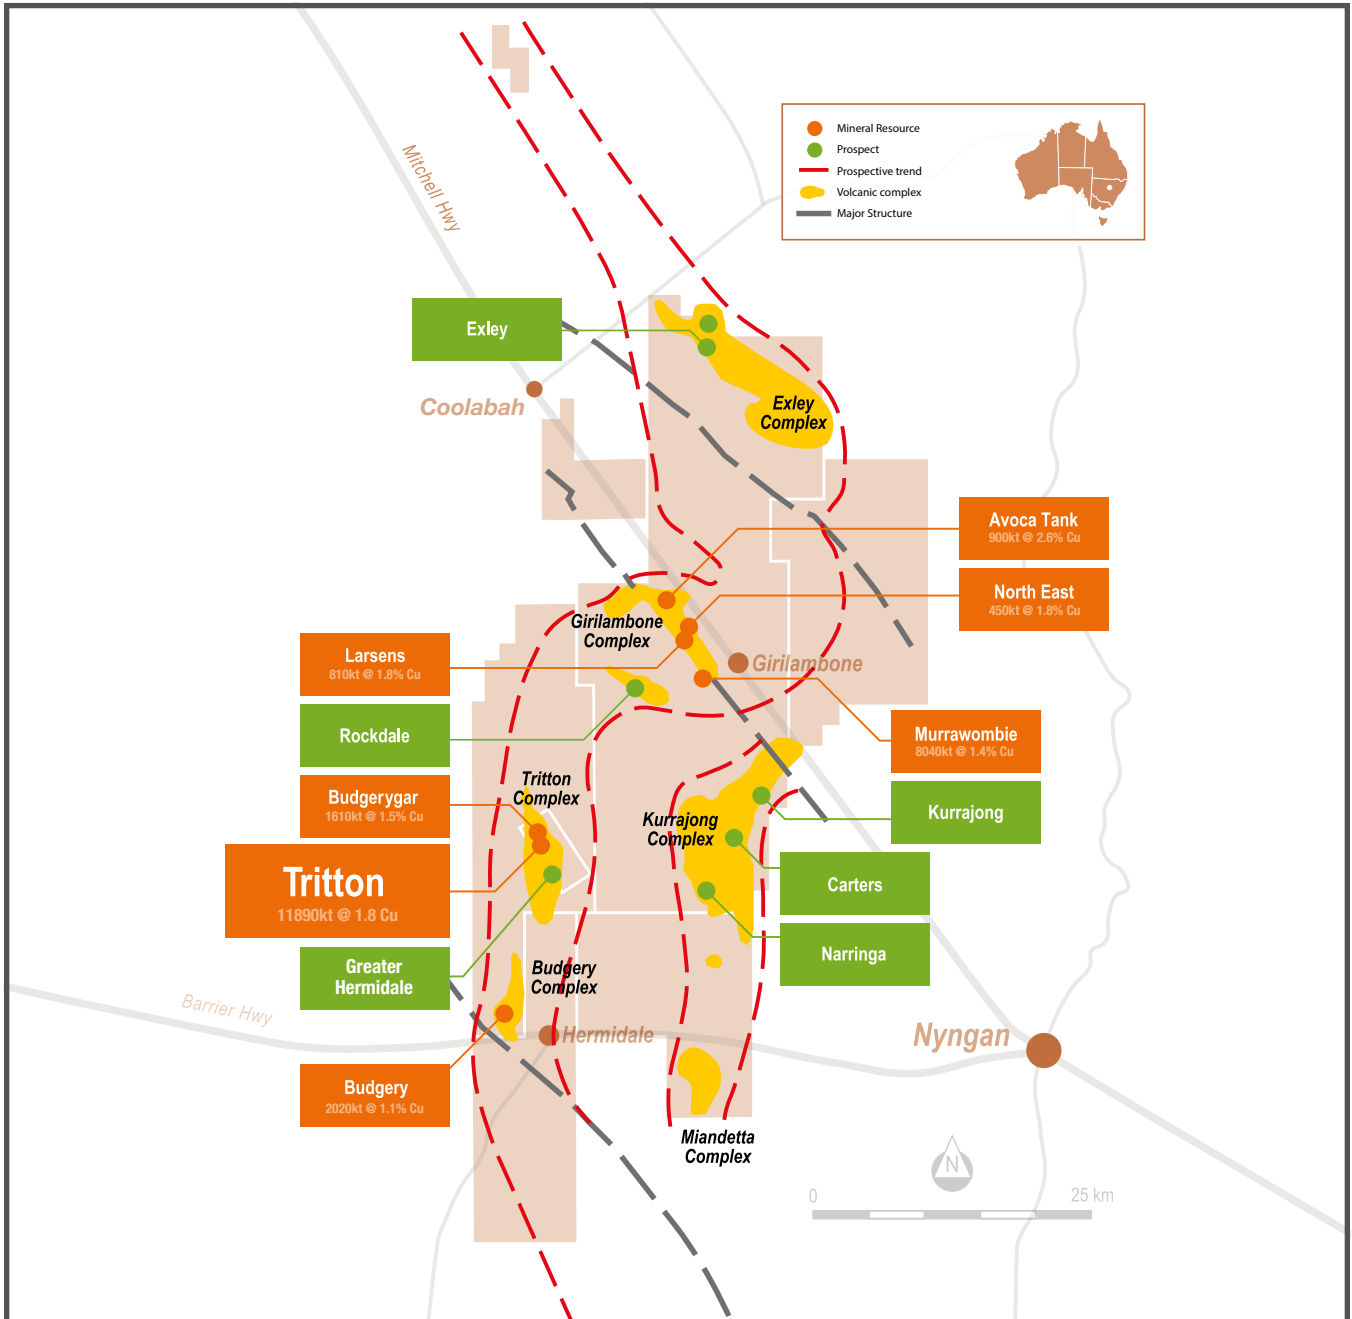 Mitchell Hwy
Mineral Resource
Prospect
Prospective trend
Volcanic complex
Major Structure
Exley
Coolabah
Exley
Complex
Avoca Tank
900kt @ 2.6% Cu
North East
450kt @ 1.8% Cu
Girilambone
Complex
Girilambone
Larsens
810kt @ 1.8% Cu
Rockdale
Murrawombie
8040kt @ 1.4% Cu
Tritton
Complex
Budgerygar
1610kt @ 1.5% Cu
Kurrajong
Complex
Kurrajong
Tritton
11890kt @ 1.8 Cu
Carters
Narringa
Greater
Hermidale
Budgery
Complex
Barrier Hwy
Hermidale
Nyngan
Budgery
2020kt @ 1.1% Cu
Miandetta
Complex
N
0
25 km